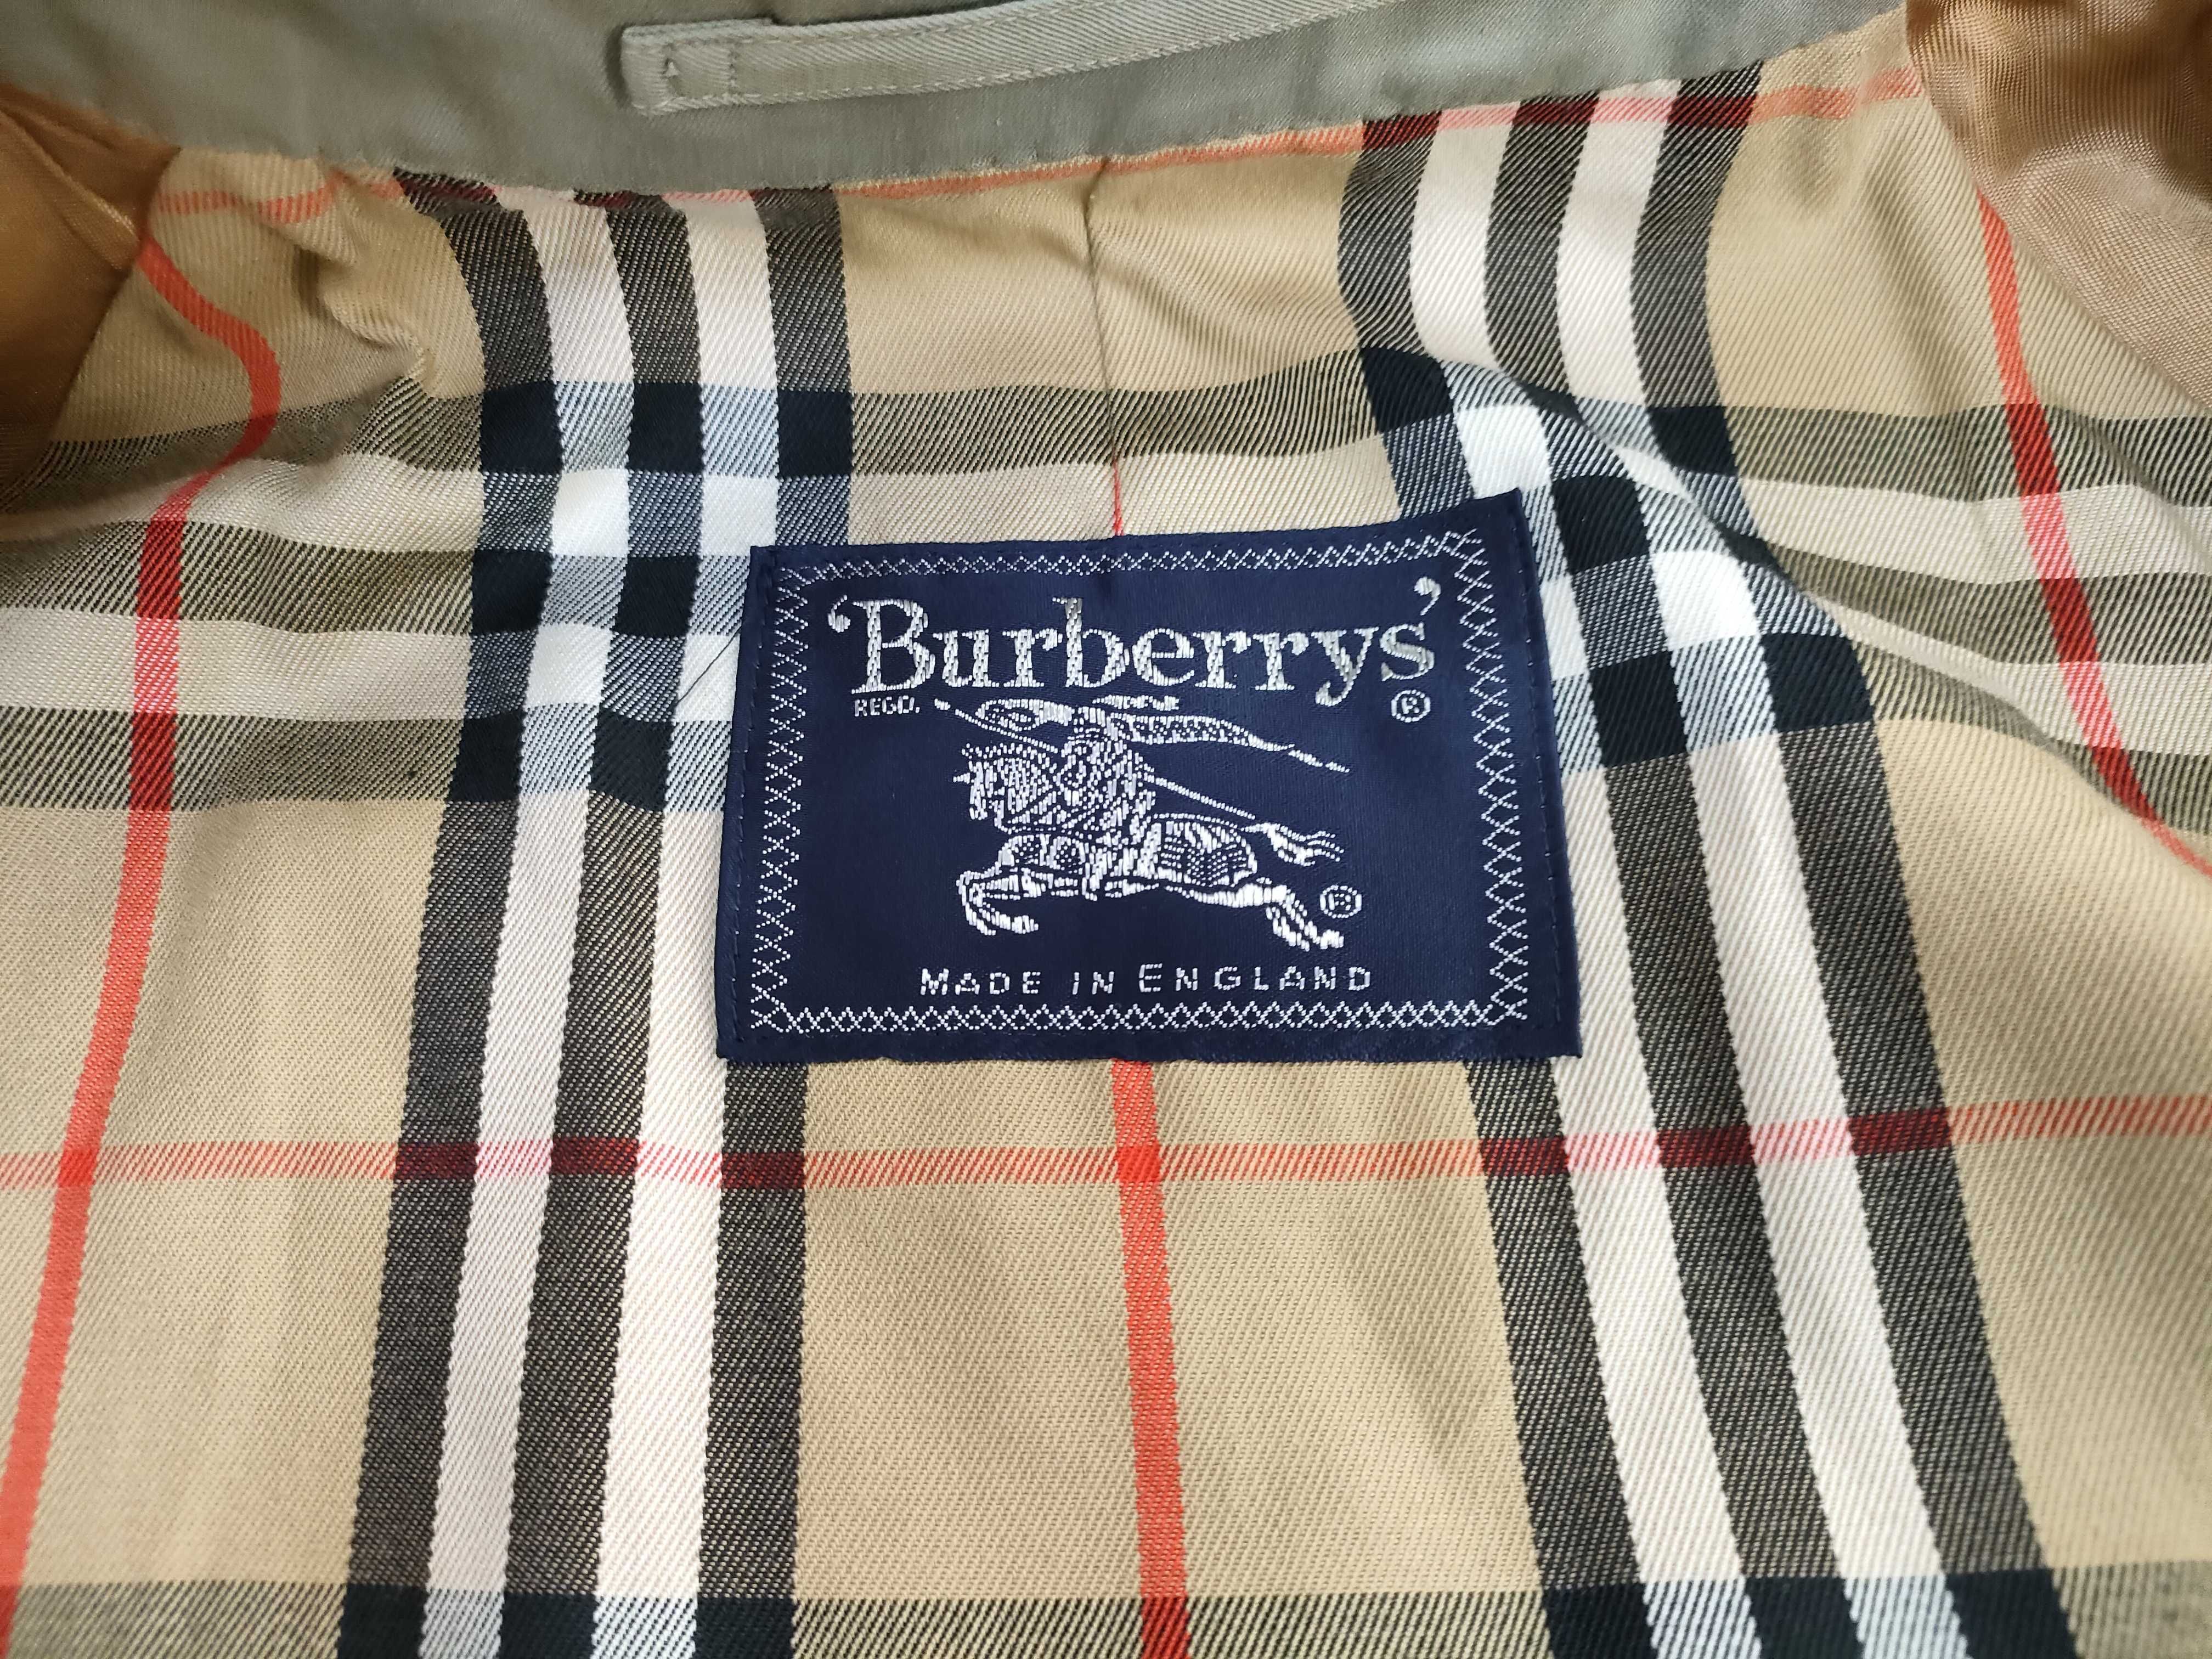 ‘Burberrys’
REGD. ®
®
MADE IN ENGLAND